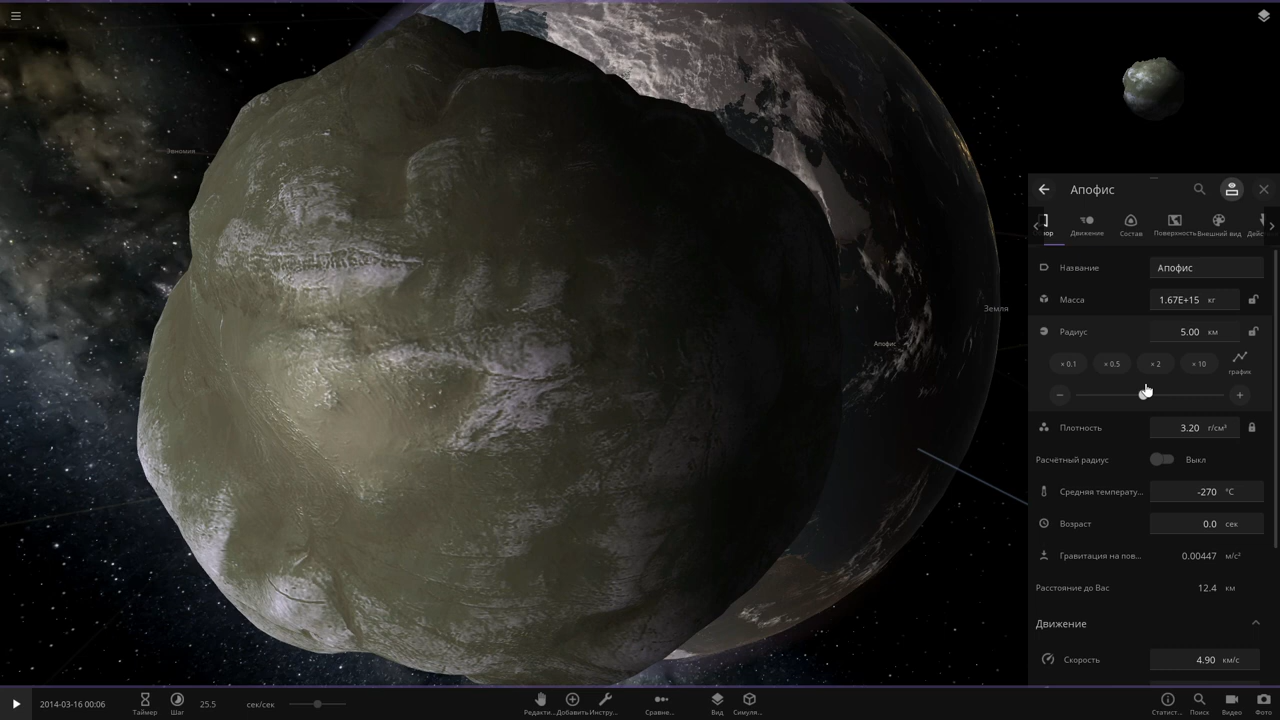 Эвномия
Земля
Апофис
Апофис
Движение
Состав
Поверхность
Внешний вид
Название
Апофис
Масса
1.67E+15 кг
Радиус
5.00 км
× 0.1
× 0.5
× 2
× 10
график
Плотность
3.20 г/см³
Расчётный радиус
Выкл
Средняя температу...
-270 °C
Возраст
0.0 сек
Гравитация на пов...
0.00447 м/с²
Расстояние до Вас
12.4 км
Движение
Скорость
4.90 км/с
2014-03-16 00:06
Таймер
Шаг
25.5
сек/сек
Редакти...
Добавить
Инстру...
Сравне...
Вид
Симуля...
Статист...
Поиск
Видео
Фото